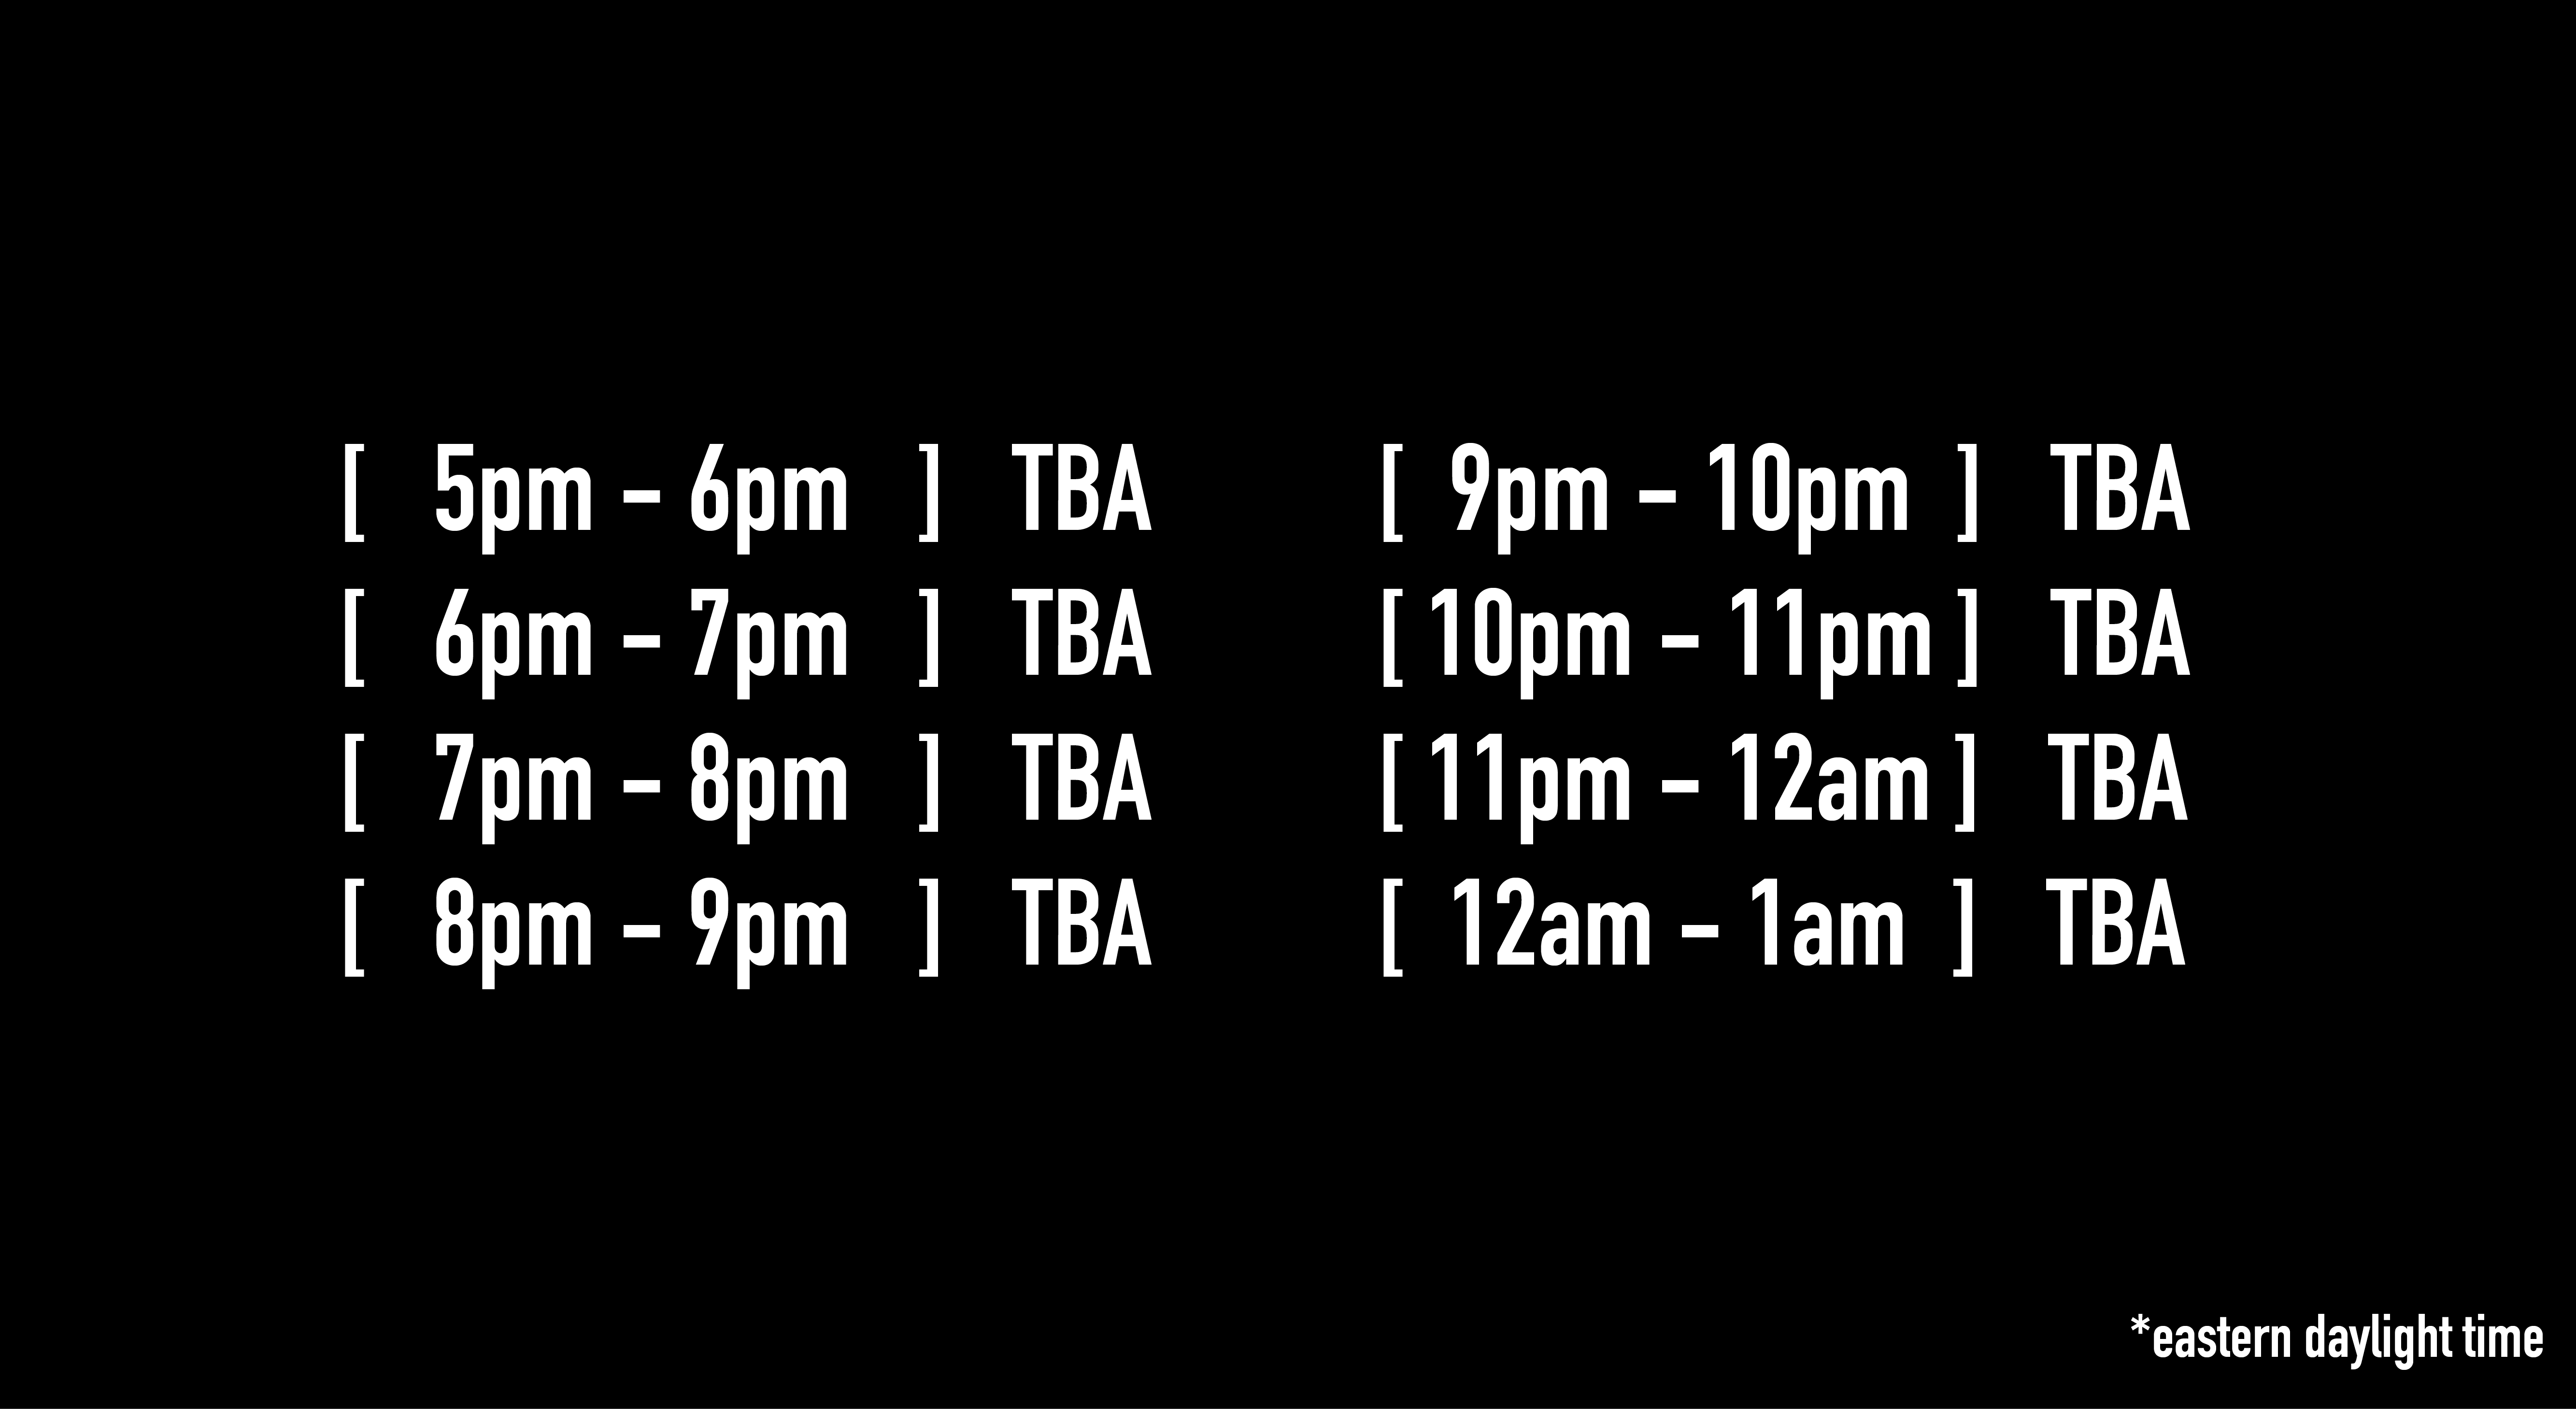 [ 5pm – 6pm ] TBA
[ 6pm – 7pm ] TBA
[ 7pm – 8pm ] TBA
[ 8pm – 9pm ] TBA
[ 9pm – 10pm ] TBA
[ 10pm – 11pm ] TBA
[ 11pm – 12am ] TBA
[ 12am – 1am ] TBA
*eastern daylight time